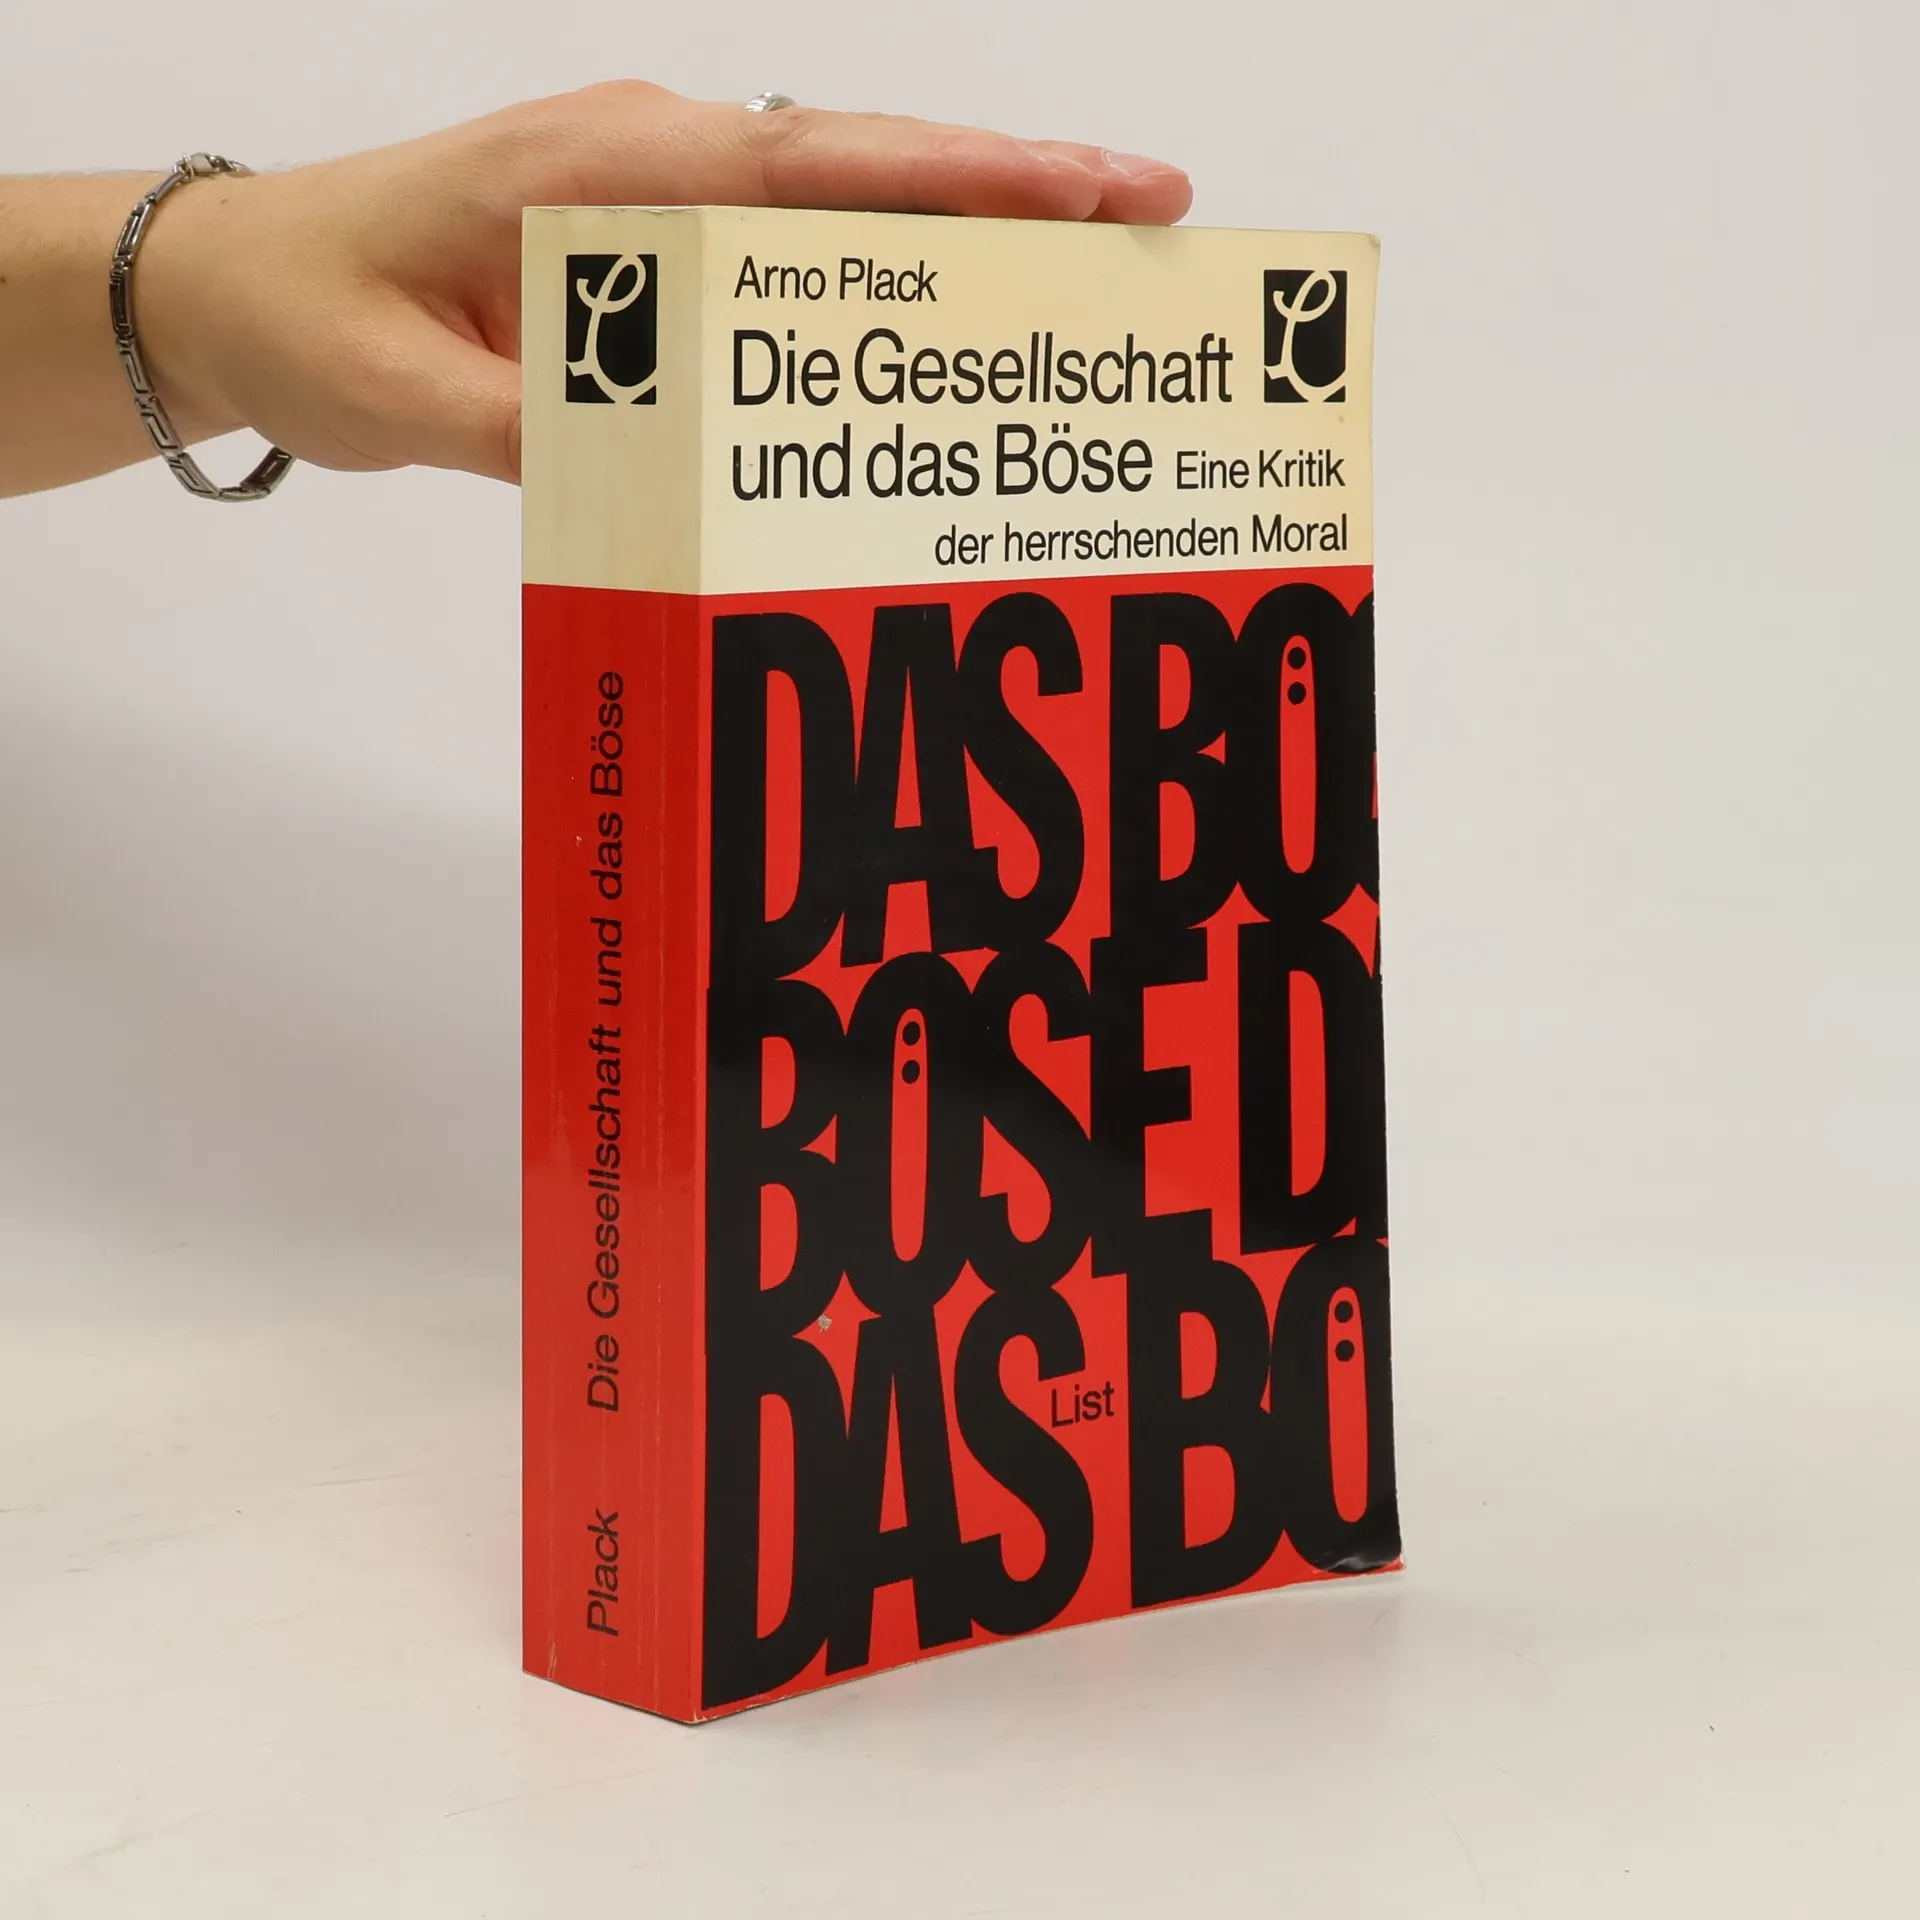 Arno Plack
Die Gesellschaft
und das Böse Eine Kritik
der herrschenden Moral
DAS BÖS
BÖSE D
DAS BÖ
List
Plack Die Gesellschaft und das Böse